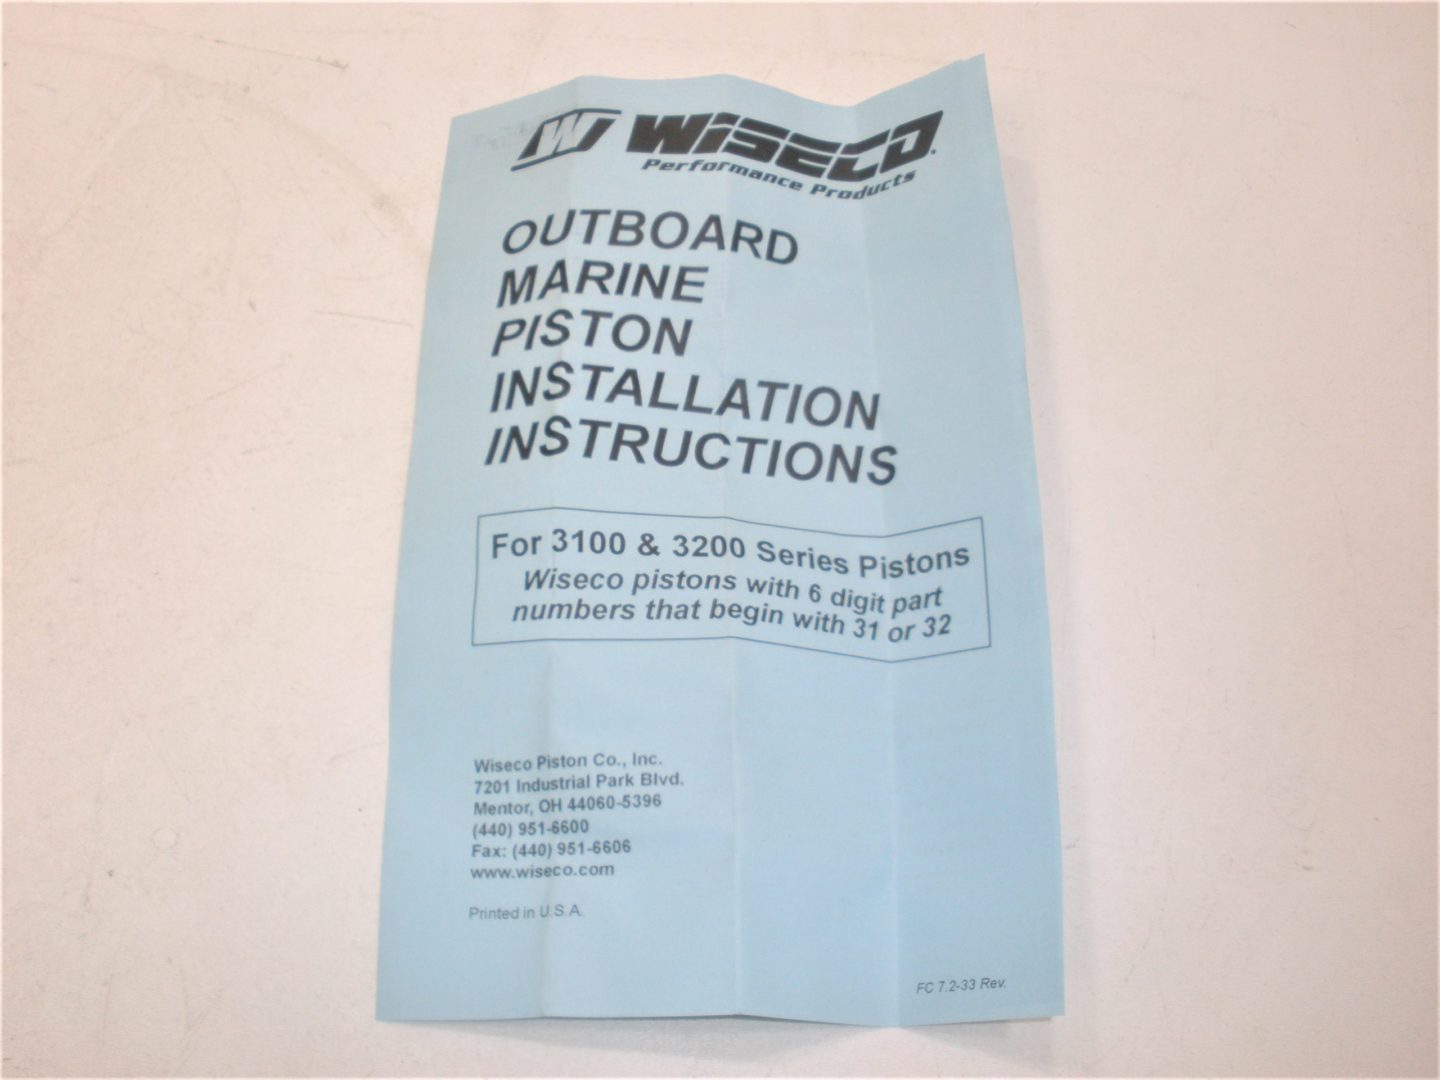 W WISECO
Performance Products
OUTBOARD
MARINE
PISTON
INSTALLATION
INSTRUCTIONS
For 3100 & 3200 Series Pistons
Wiseco pistons with 6 digit part
numbers that begin with 31 or 32
Wiseco Piston Co., Inc.
7201 Industrial Park Blvd.
Mentor, OH 44060-5396
(440) 951-6600
Fax: (440) 951-6606
www.wiseco.com
Printed in U.S.A.
FC 7.2-33 Rev.